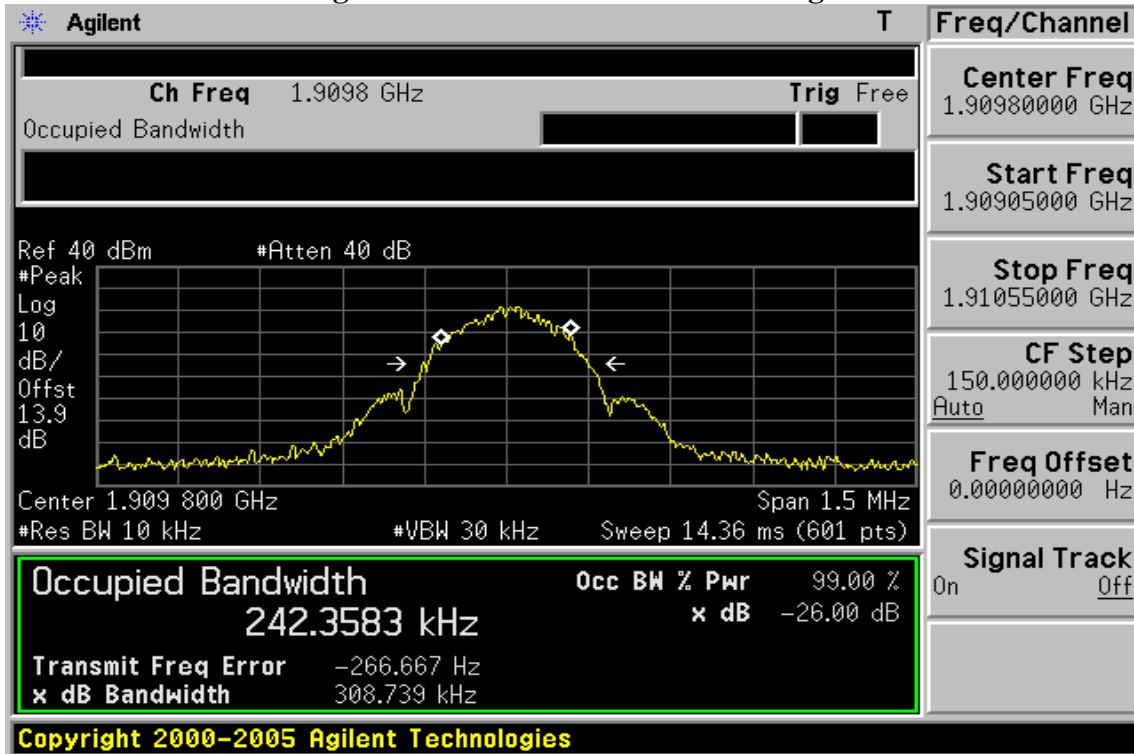 Agilent T
Ch Freq 1.9098 GHz Trig Free
Occupied Bandwidth
Ref 40 dBm #Atten 40 dB
#Peak
Log
10
dB/
Offst
13.9
dB
Center 1.909 800 GHz Span 1.5 MHz
#Res BW 10 kHz #VBW 30 kHz Sweep 14.36 ms (601 pts)
Occupied Bandwidth Occ BW % Pwr 99.00 %
242.3583 kHz x dB -26.00 dB
Transmit Freq Error -266.667 Hz
x dB Bandwidth 308.739 kHz
Copyright 2000-2005 Agilent Technologies
Freq/Channel
Center Freq
1.90980000 GHz
Start Freq
1.90905000 GHz
Stop Freq
1.91055000 GHz
CF Step
150.000000 kHz
Auto Man
Freq Offset
0.00000000 Hz
Signal Track
On Off